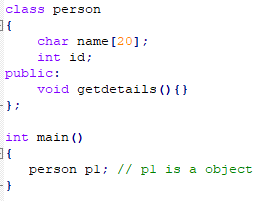 class person
{
    char name[20];
    int id;
public:
    void getdetails(){}
};

int main()
{
   person p1; // p1 is a object
}